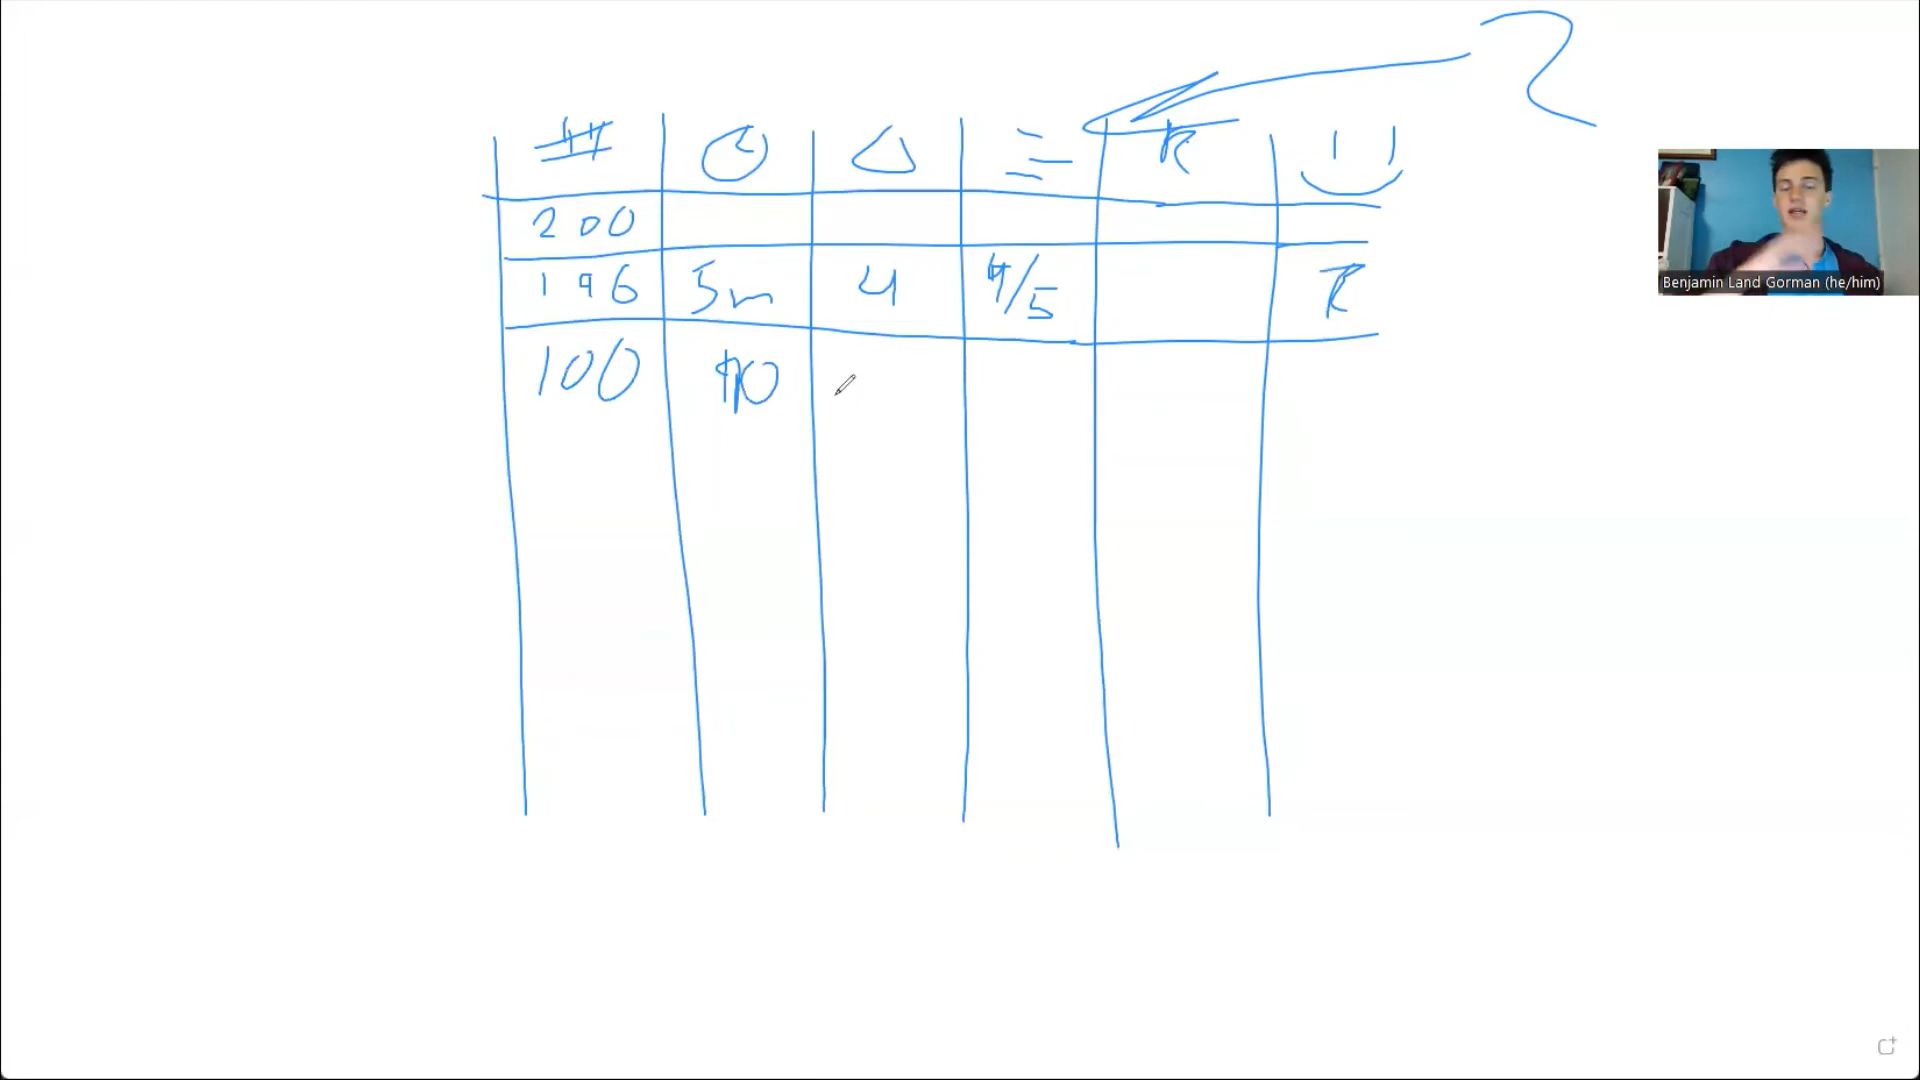 # Δ R
200
196 5m 4 4/5 R
100 10
Benjamin Land Gorman (he/him)